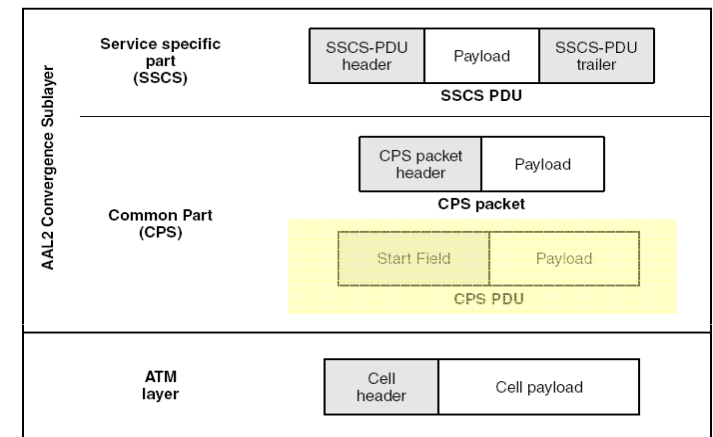 AAL2 Convergence Sublayer
Service specific
part
(SSCS)
SSCS-PDU
header
Payload
SSCS-PDU
trailer
SSCS PDU
Common Part
(CPS)
CPS packet
header
Payload
CPS packet
Start Field
Payload
CPS PDU
ATM
layer
Cell
header
Cell payload